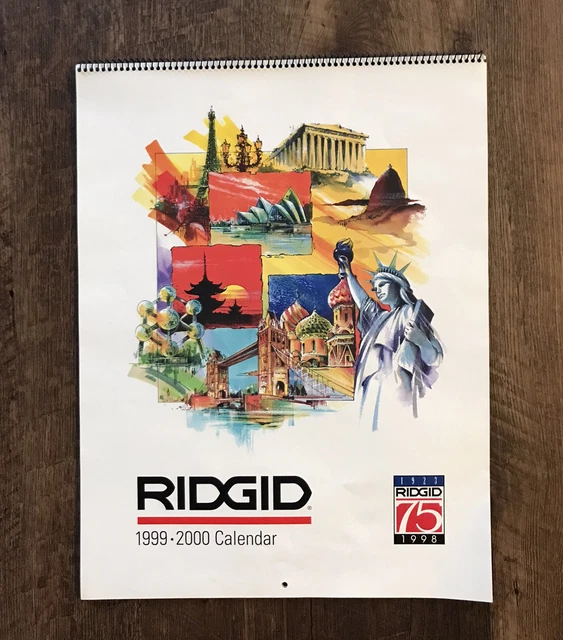 RIDGID®
1999 • 2000 Calendar
1923
RIDGID
75
1998